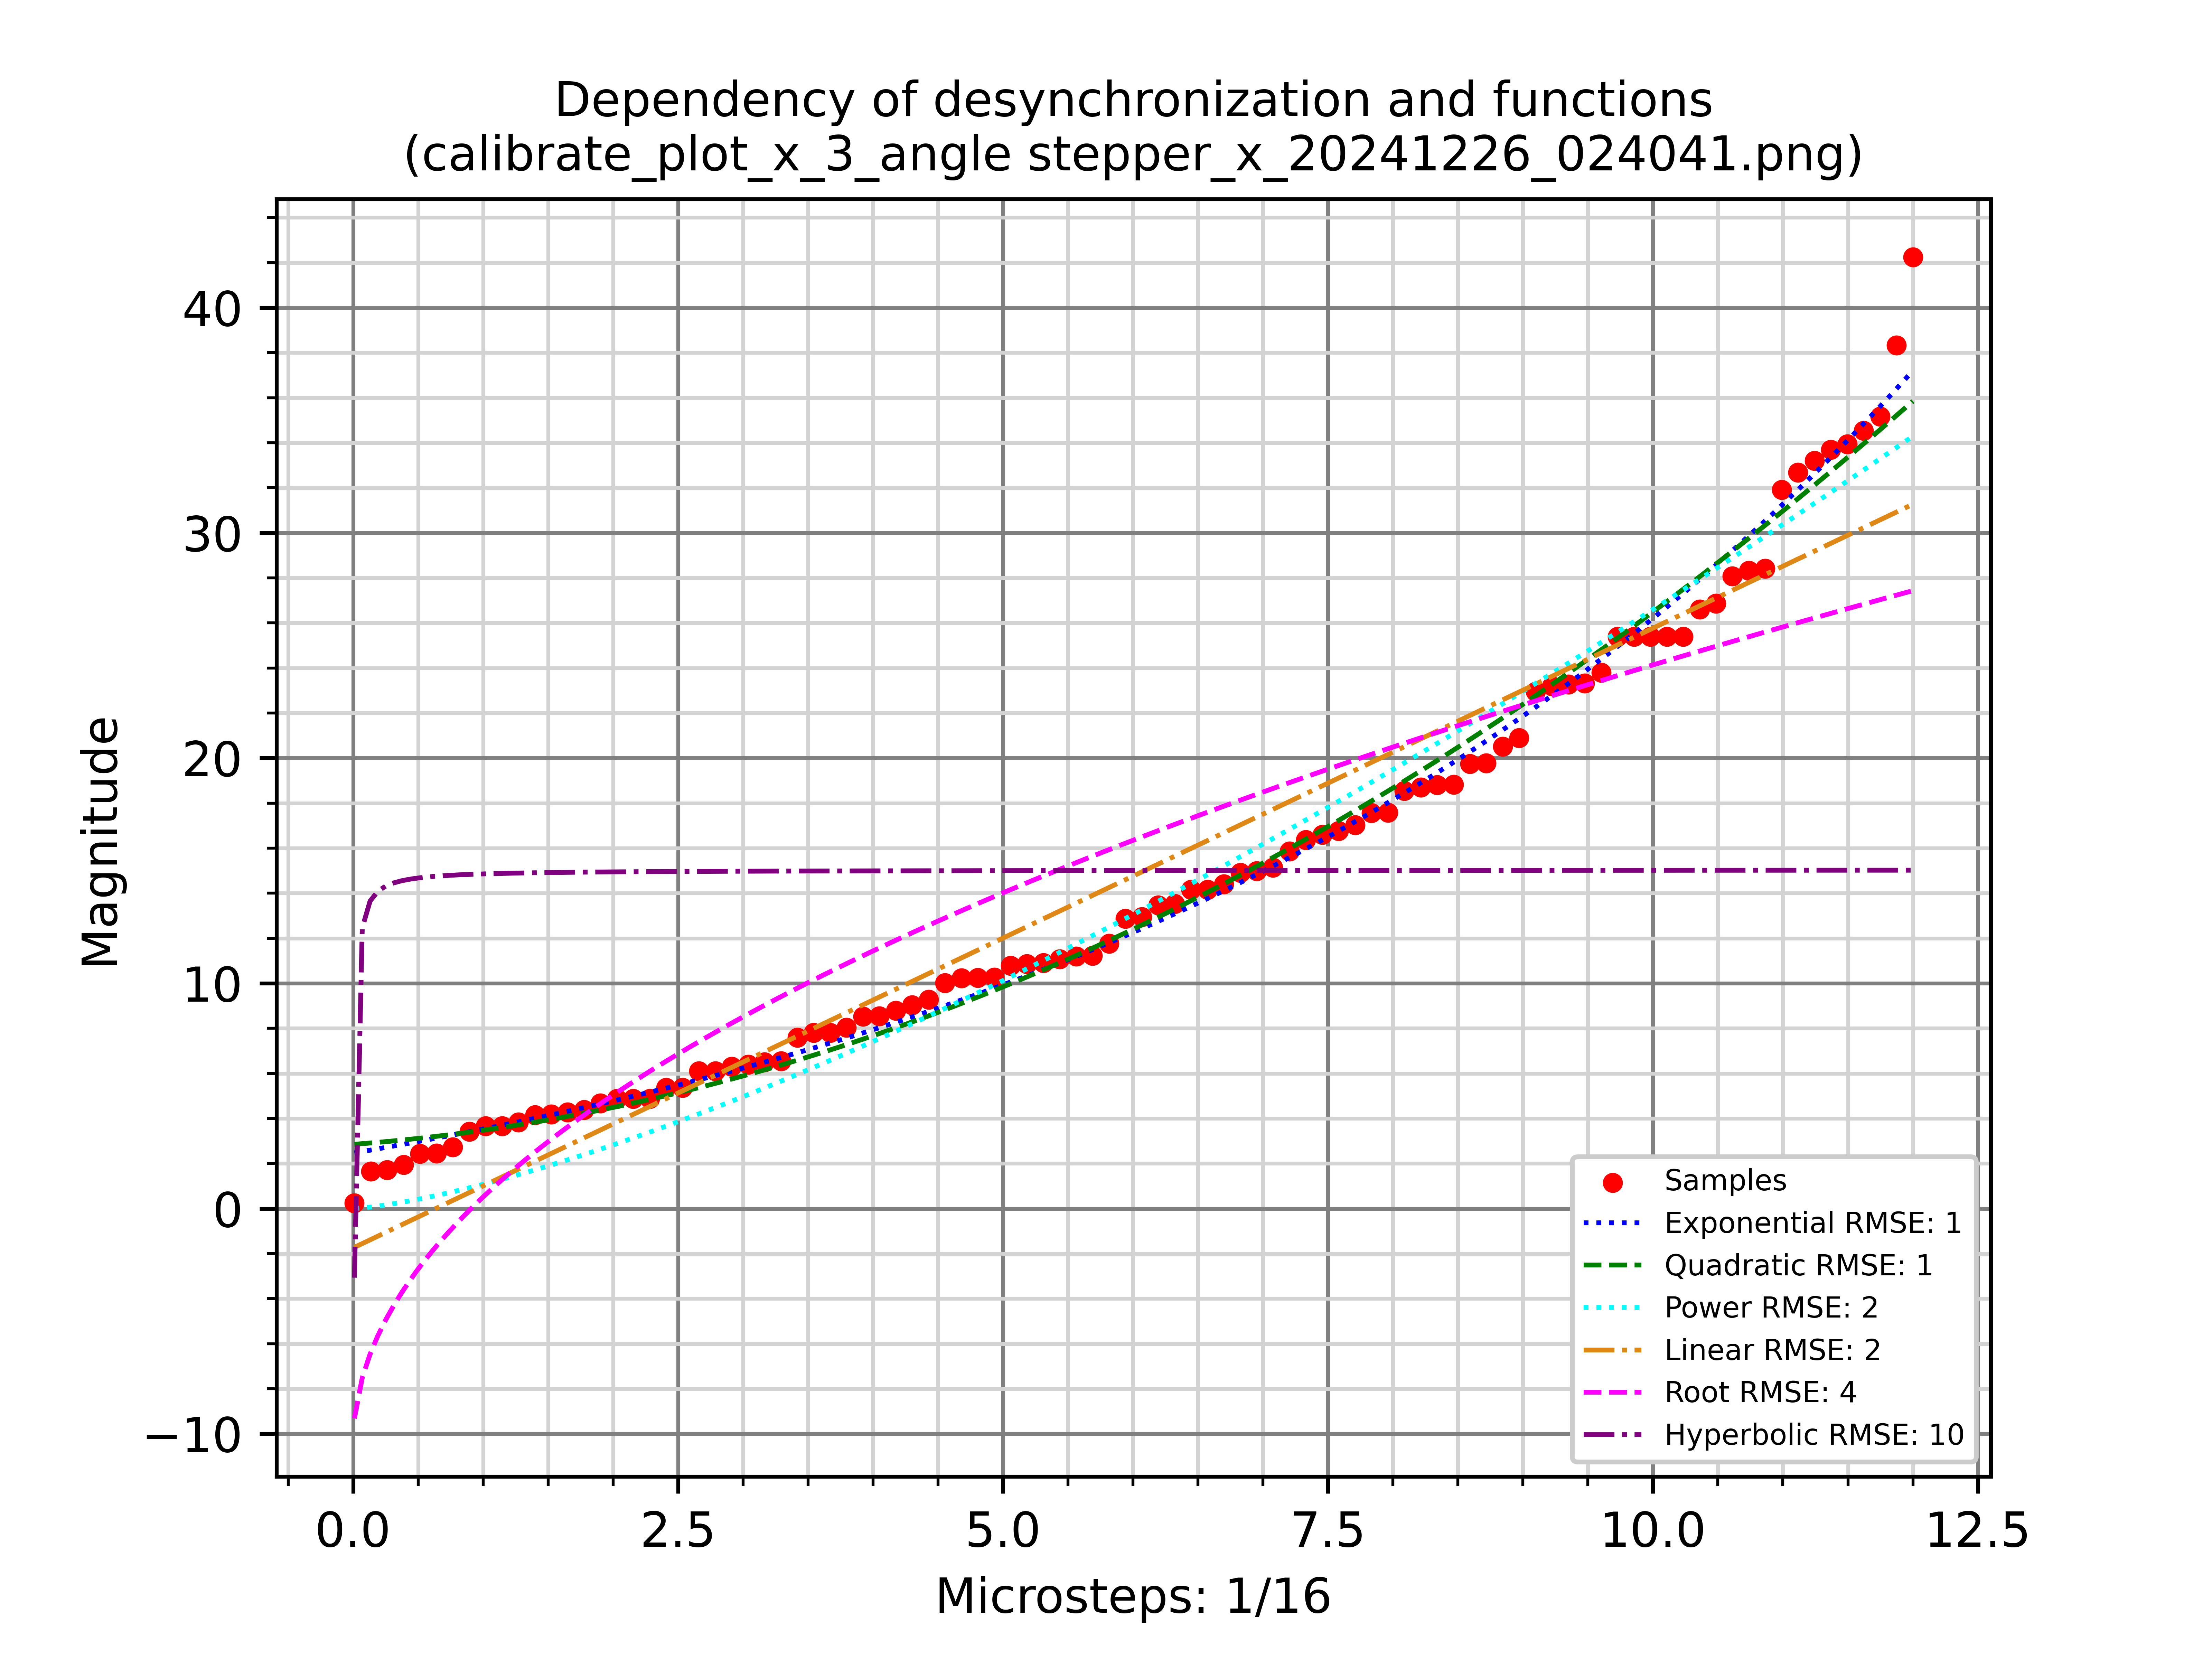 Dependency of desynchronization and functions
(calibrate_plot_x_3_angle stepper_x_20241226_024041.png)
40
30
20
10
0
−10
Magnitude
Samples
Exponential RMSE: 1
Quadratic RMSE: 1
Power RMSE: 2
Linear RMSE: 2
Root RMSE: 4
Hyperbolic RMSE: 10
0.0 2.5 5.0 7.5 10.0 12.5
Microsteps: 1/16